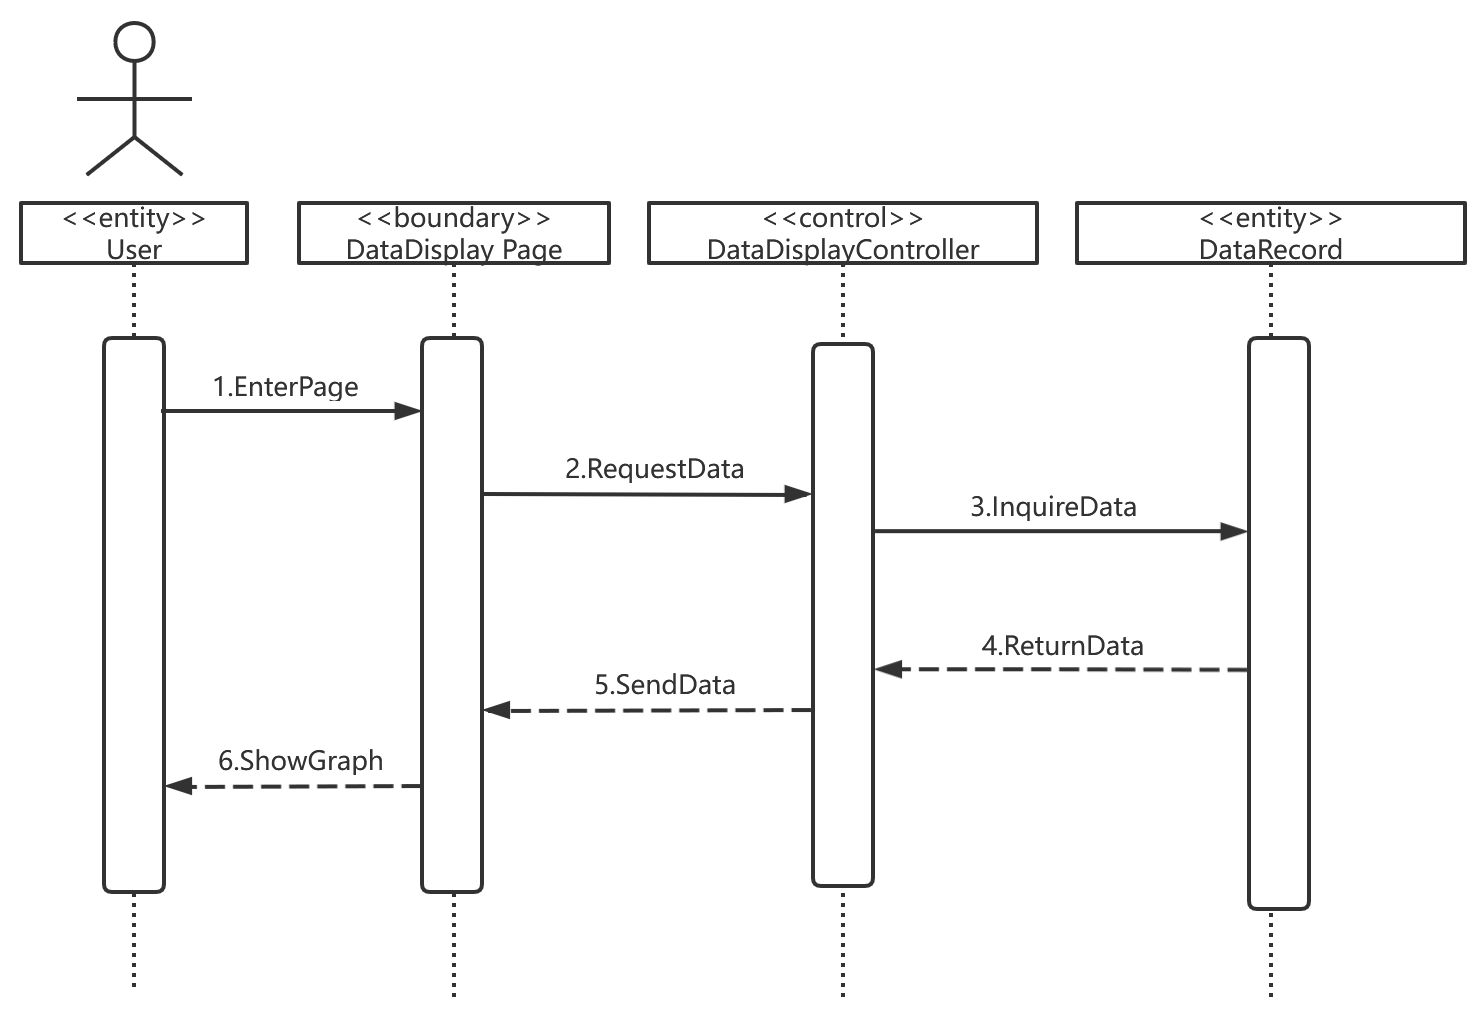 <<entity>>
User
<<boundary>>
DataDisplay Page
<<control>>
DataDisplayController
<<entity>>
DataRecord
1.EnterPage
2.RequestData
3.InquireData
4.ReturnData
5.SendData
6.ShowGraph